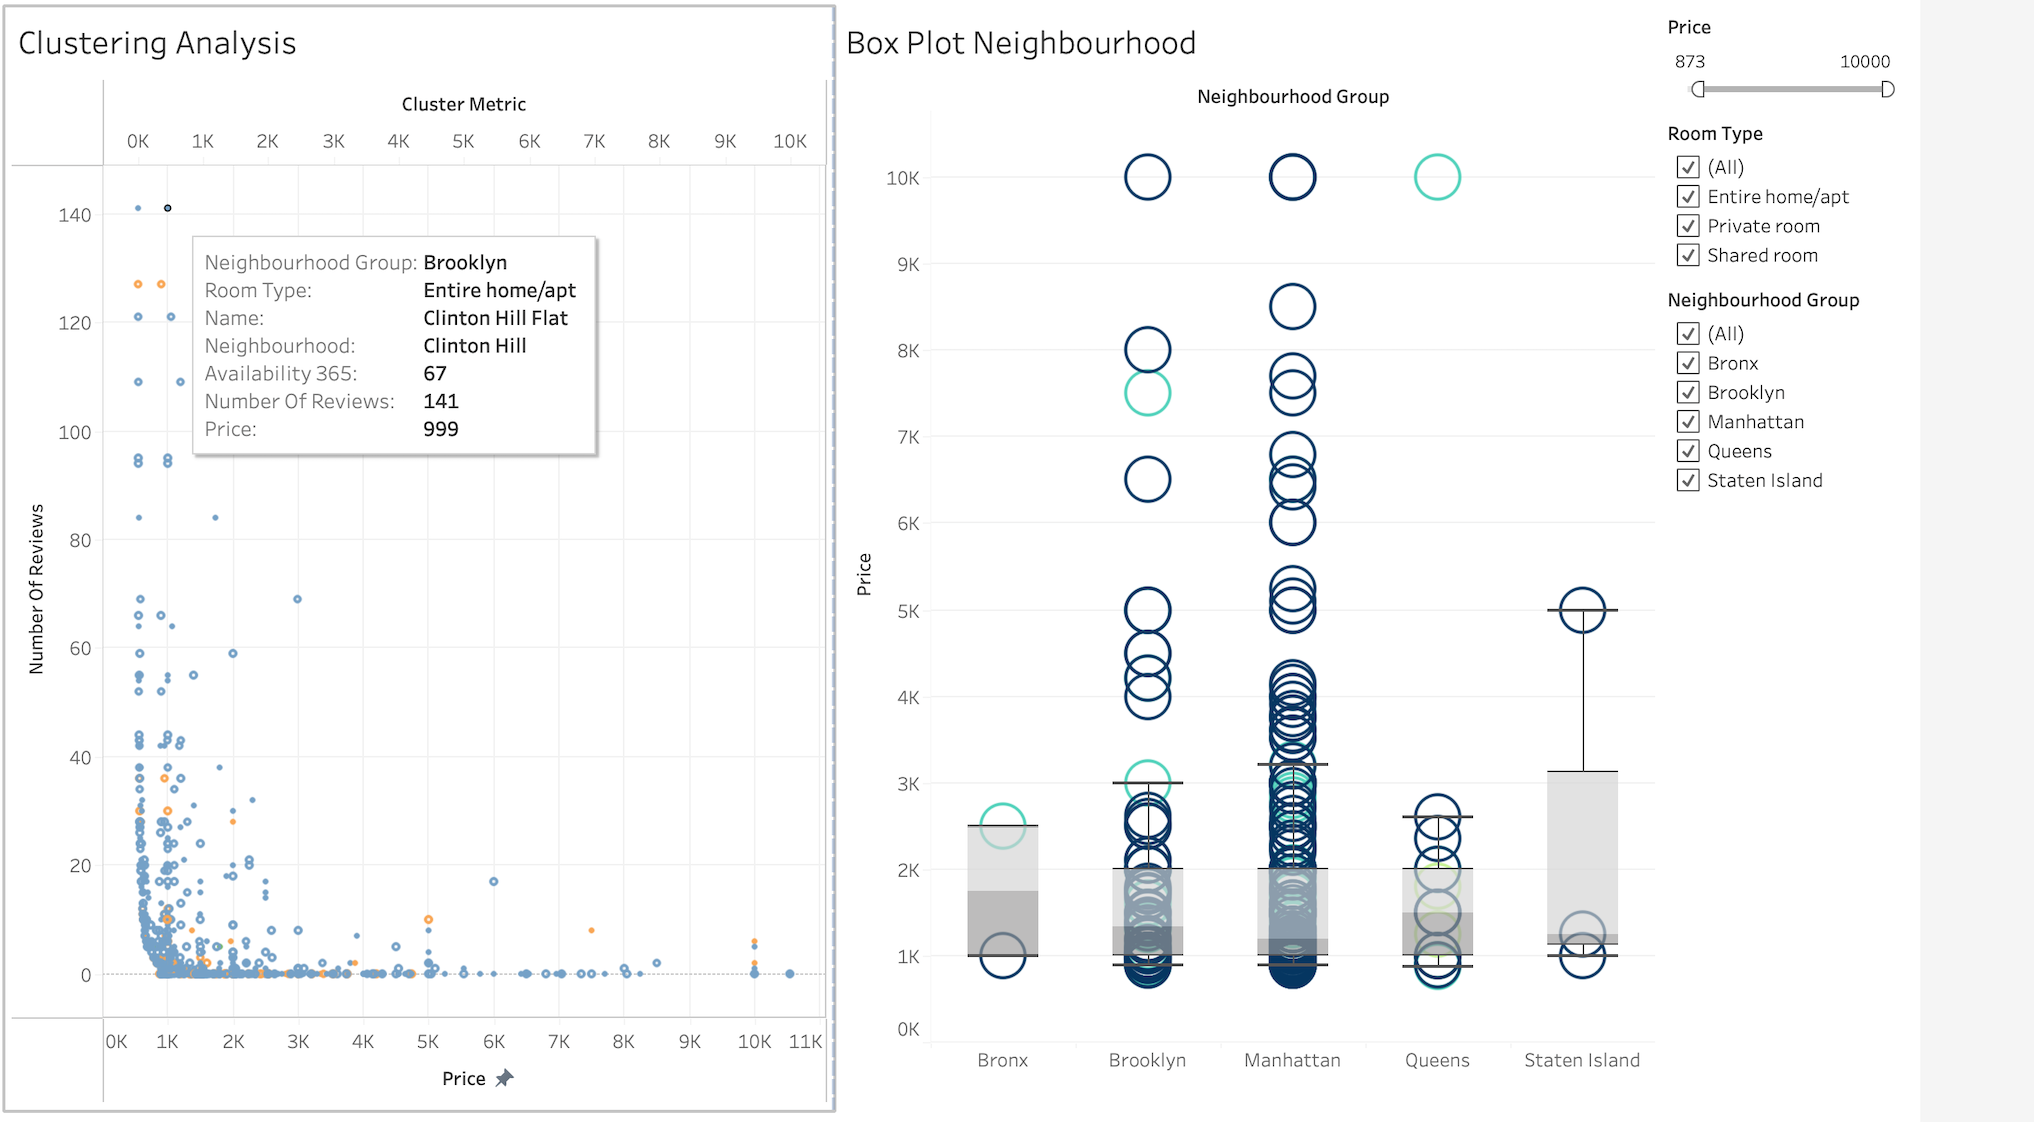 Clustering Analysis
Cluster Metric
0K 1K 2K 3K 4K 5K 6K 7K 8K 9K 10K
140
120
100
80
60
40
20
0
Number Of Reviews
Neighbourhood Group: Brooklyn
Room Type: Entire home/apt
Name: Clinton Hill Flat
Neighbourhood: Clinton Hill
Availability 365: 67
Number Of Reviews: 141
Price: 999
0K 1K 2K 3K 4K 5K 6K 7K 8K 9K 10K 11K
Price
Box Plot Neighbourhood
Neighbourhood Group
10K
9K
8K
7K
6K
5K
4K
3K
2K
1K
0K
Price
Bronx Brooklyn Manhattan Queens Staten Island
Price
873 10000
Room Type
(All)
Entire home/apt
Private room
Shared room
Neighbourhood Group
(All)
Bronx
Brooklyn
Manhattan
Queens
Staten Island